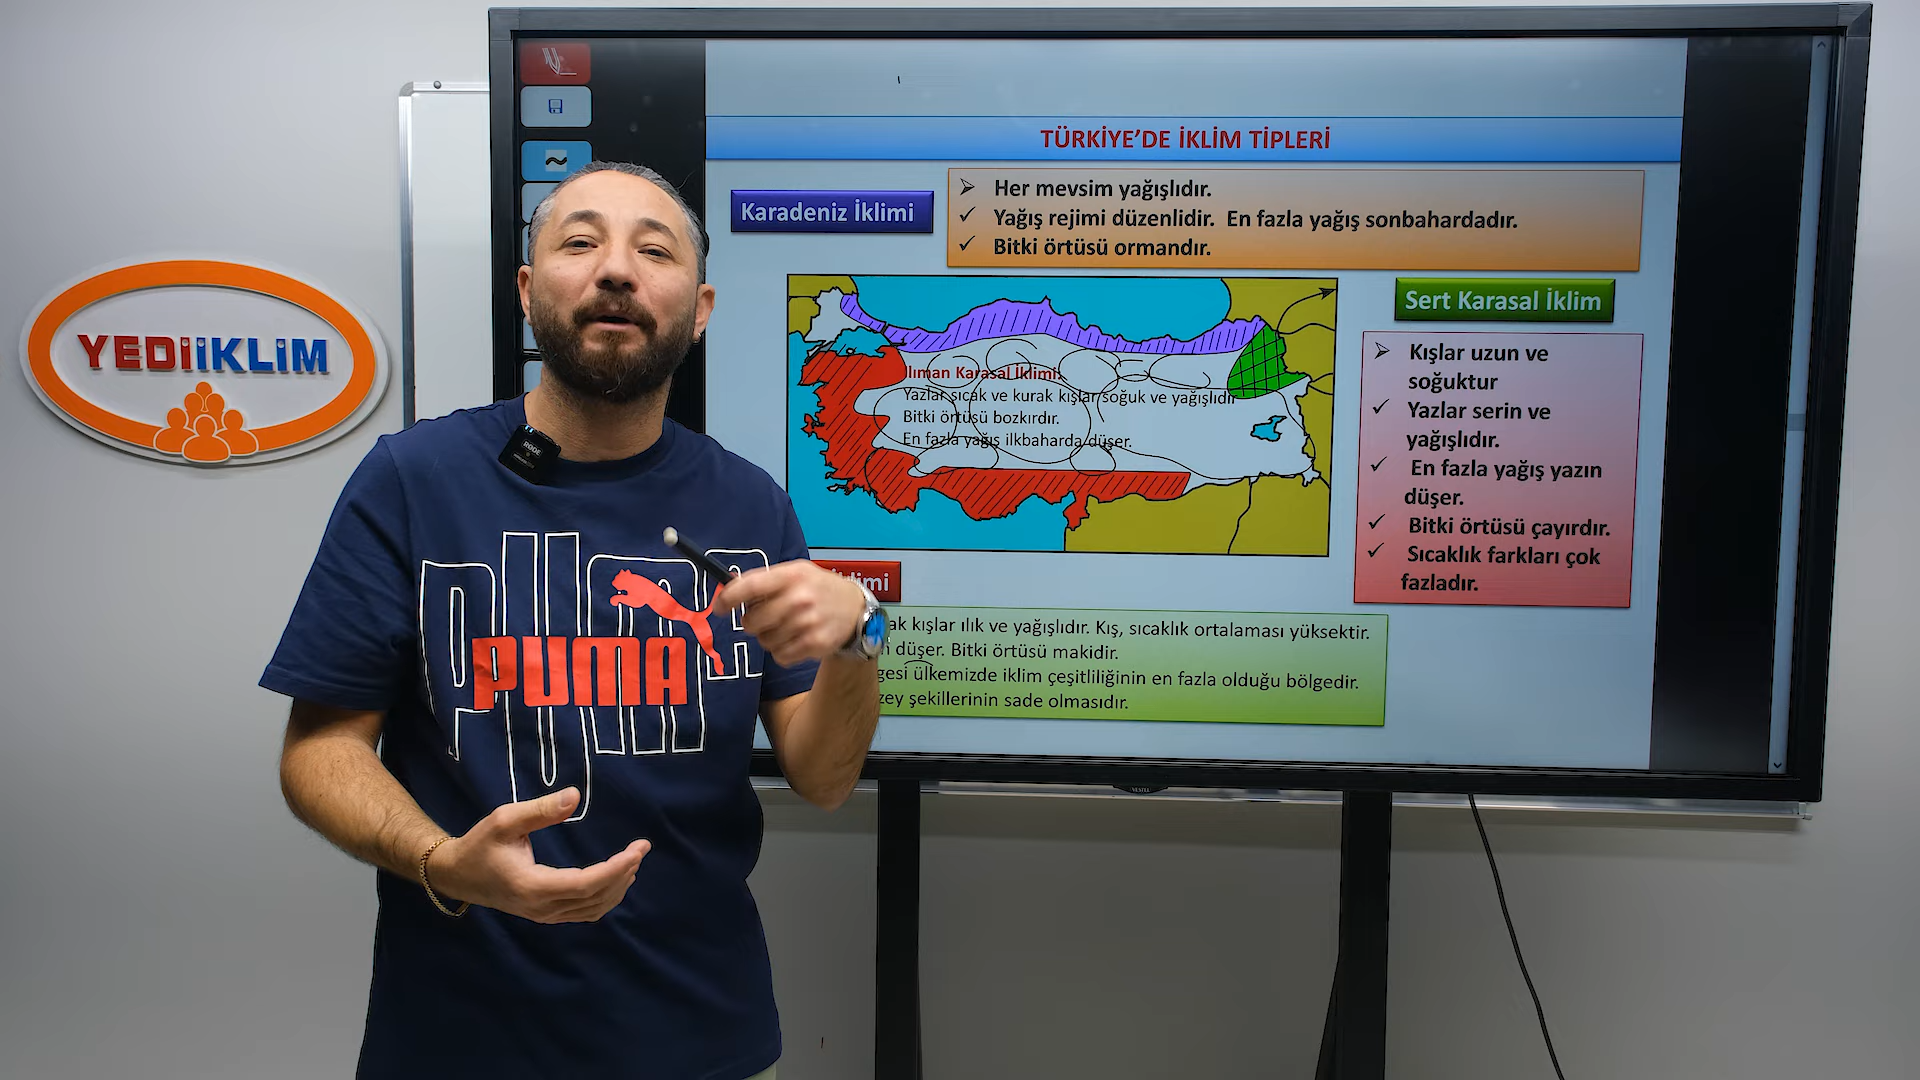 TÜRKİYE'DE İKLİM TİPLERİ
Karadeniz İklimi
Her mevsim yağışlıdır.
Yağış rejimi düzenlidir. En fazla yağış sonbahardadır.
Bitki örtüsü ormandır.
Sert Karasal İklim
Kışlar uzun ve
soğuktur
Yazlar serin ve
yağışlıdır.
En fazla yağış yazın
düşer.
Bitki örtüsü çayırdır.
Sıcaklık farkları çok
fazladır.
Ilıman Karasal İklimi:
Yazlar sıcak ve kurak kışlar soğuk ve yağışlıdır
Bitki örtüsü bozkırdır.
En fazla yağış ilkbaharda düşer.
İklimi
kışlar ılık ve yağışlıdır. Kış, sıcaklık ortalaması yüksektir.
düşer. Bitki örtüsü makidir.
ülkemizde iklim çeşitliliğinin en fazla olduğu bölgedir.
şekillerinin sade olmasıdır.
YEDİİKLİM
RODE
PUMA
PUMA
VESTEL